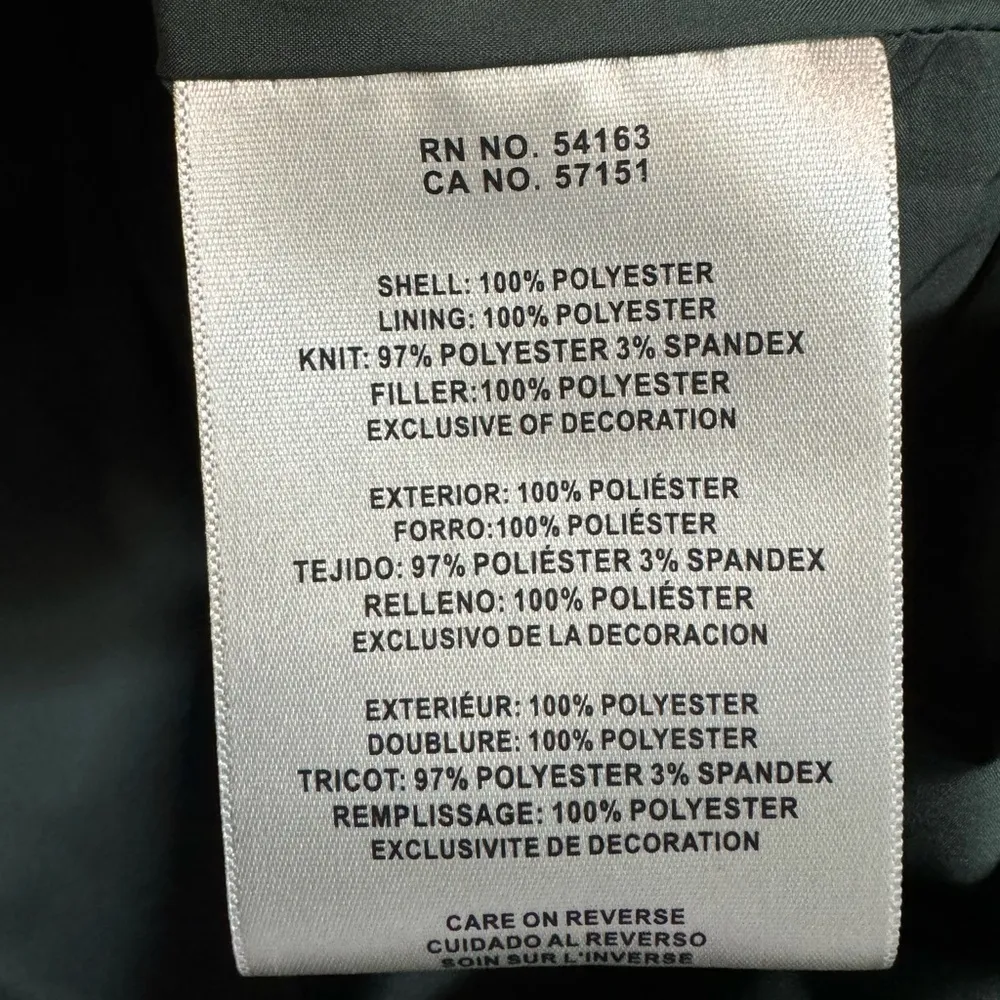 RN NO. 54163
CA NO. 57151
SHELL: 100% POLYESTER
LINING: 100% POLYESTER
KNIT: 97% POLYESTER 3% SPANDEX
FILLER:100% POLYESTER
EXCLUSIVE OF DECORATION
EXTERIOR: 100% POLIÉSTER
FORRO:100% POLIÉSTER
TEJIDO: 97% POLIÉSTER 3% SPANDEX
RELLENO: 100% POLIÉSTER
EXCLUSIVO DE LA DECORACION
EXTERIÉUR: 100% POLYESTER
DOUBLURE: 100% POLYESTER
TRICOT: 97% POLYESTER 3% SPANDEX
REMPLISSAGE: 100% POLYESTER
EXCLUSIVITE DE DECORATION
CARE ON REVERSE
CUIDADO AL REVERSO
SOIN SUR L'INVERSE